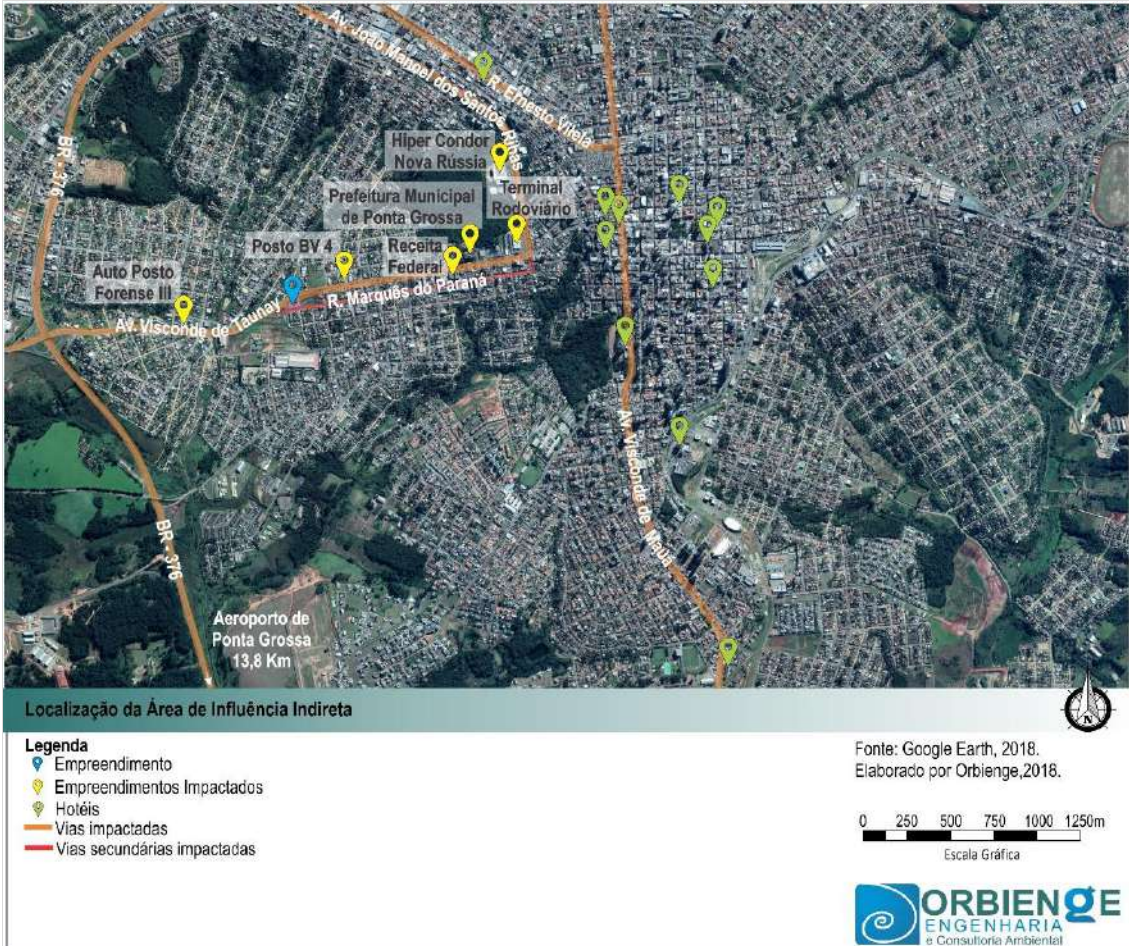 Av. João Manoel dos Santos Ribas
R. Ernesto Vilela
BR - 376
Hiper Condor
Nova Rússia
Terminal
Rodoviário
Prefeitura Municipal
de Ponta Grossa
Posto BV 4
Receita
Federal
Auto Posto
Forense III
R. Marquês do Paraná
Av. Visconde de Taunay
Av. Visconde de Mauá
BR - 376
Aeroporto de
Ponta Grossa
13,8 Km
Localização da Área de Influência Indireta
Legenda
Empreendimento
Empreendimentos Impactados
Hotéis
Vias impactadas
Vias secundárias impactadas
Fonte: Google Earth, 2018.
Elaborado por Orbienge,2018.
0 250 500 750 1000 1250m
Escala Gráfica
ORBIENGE
ENGENHARIA
e Consultoria Ambiental